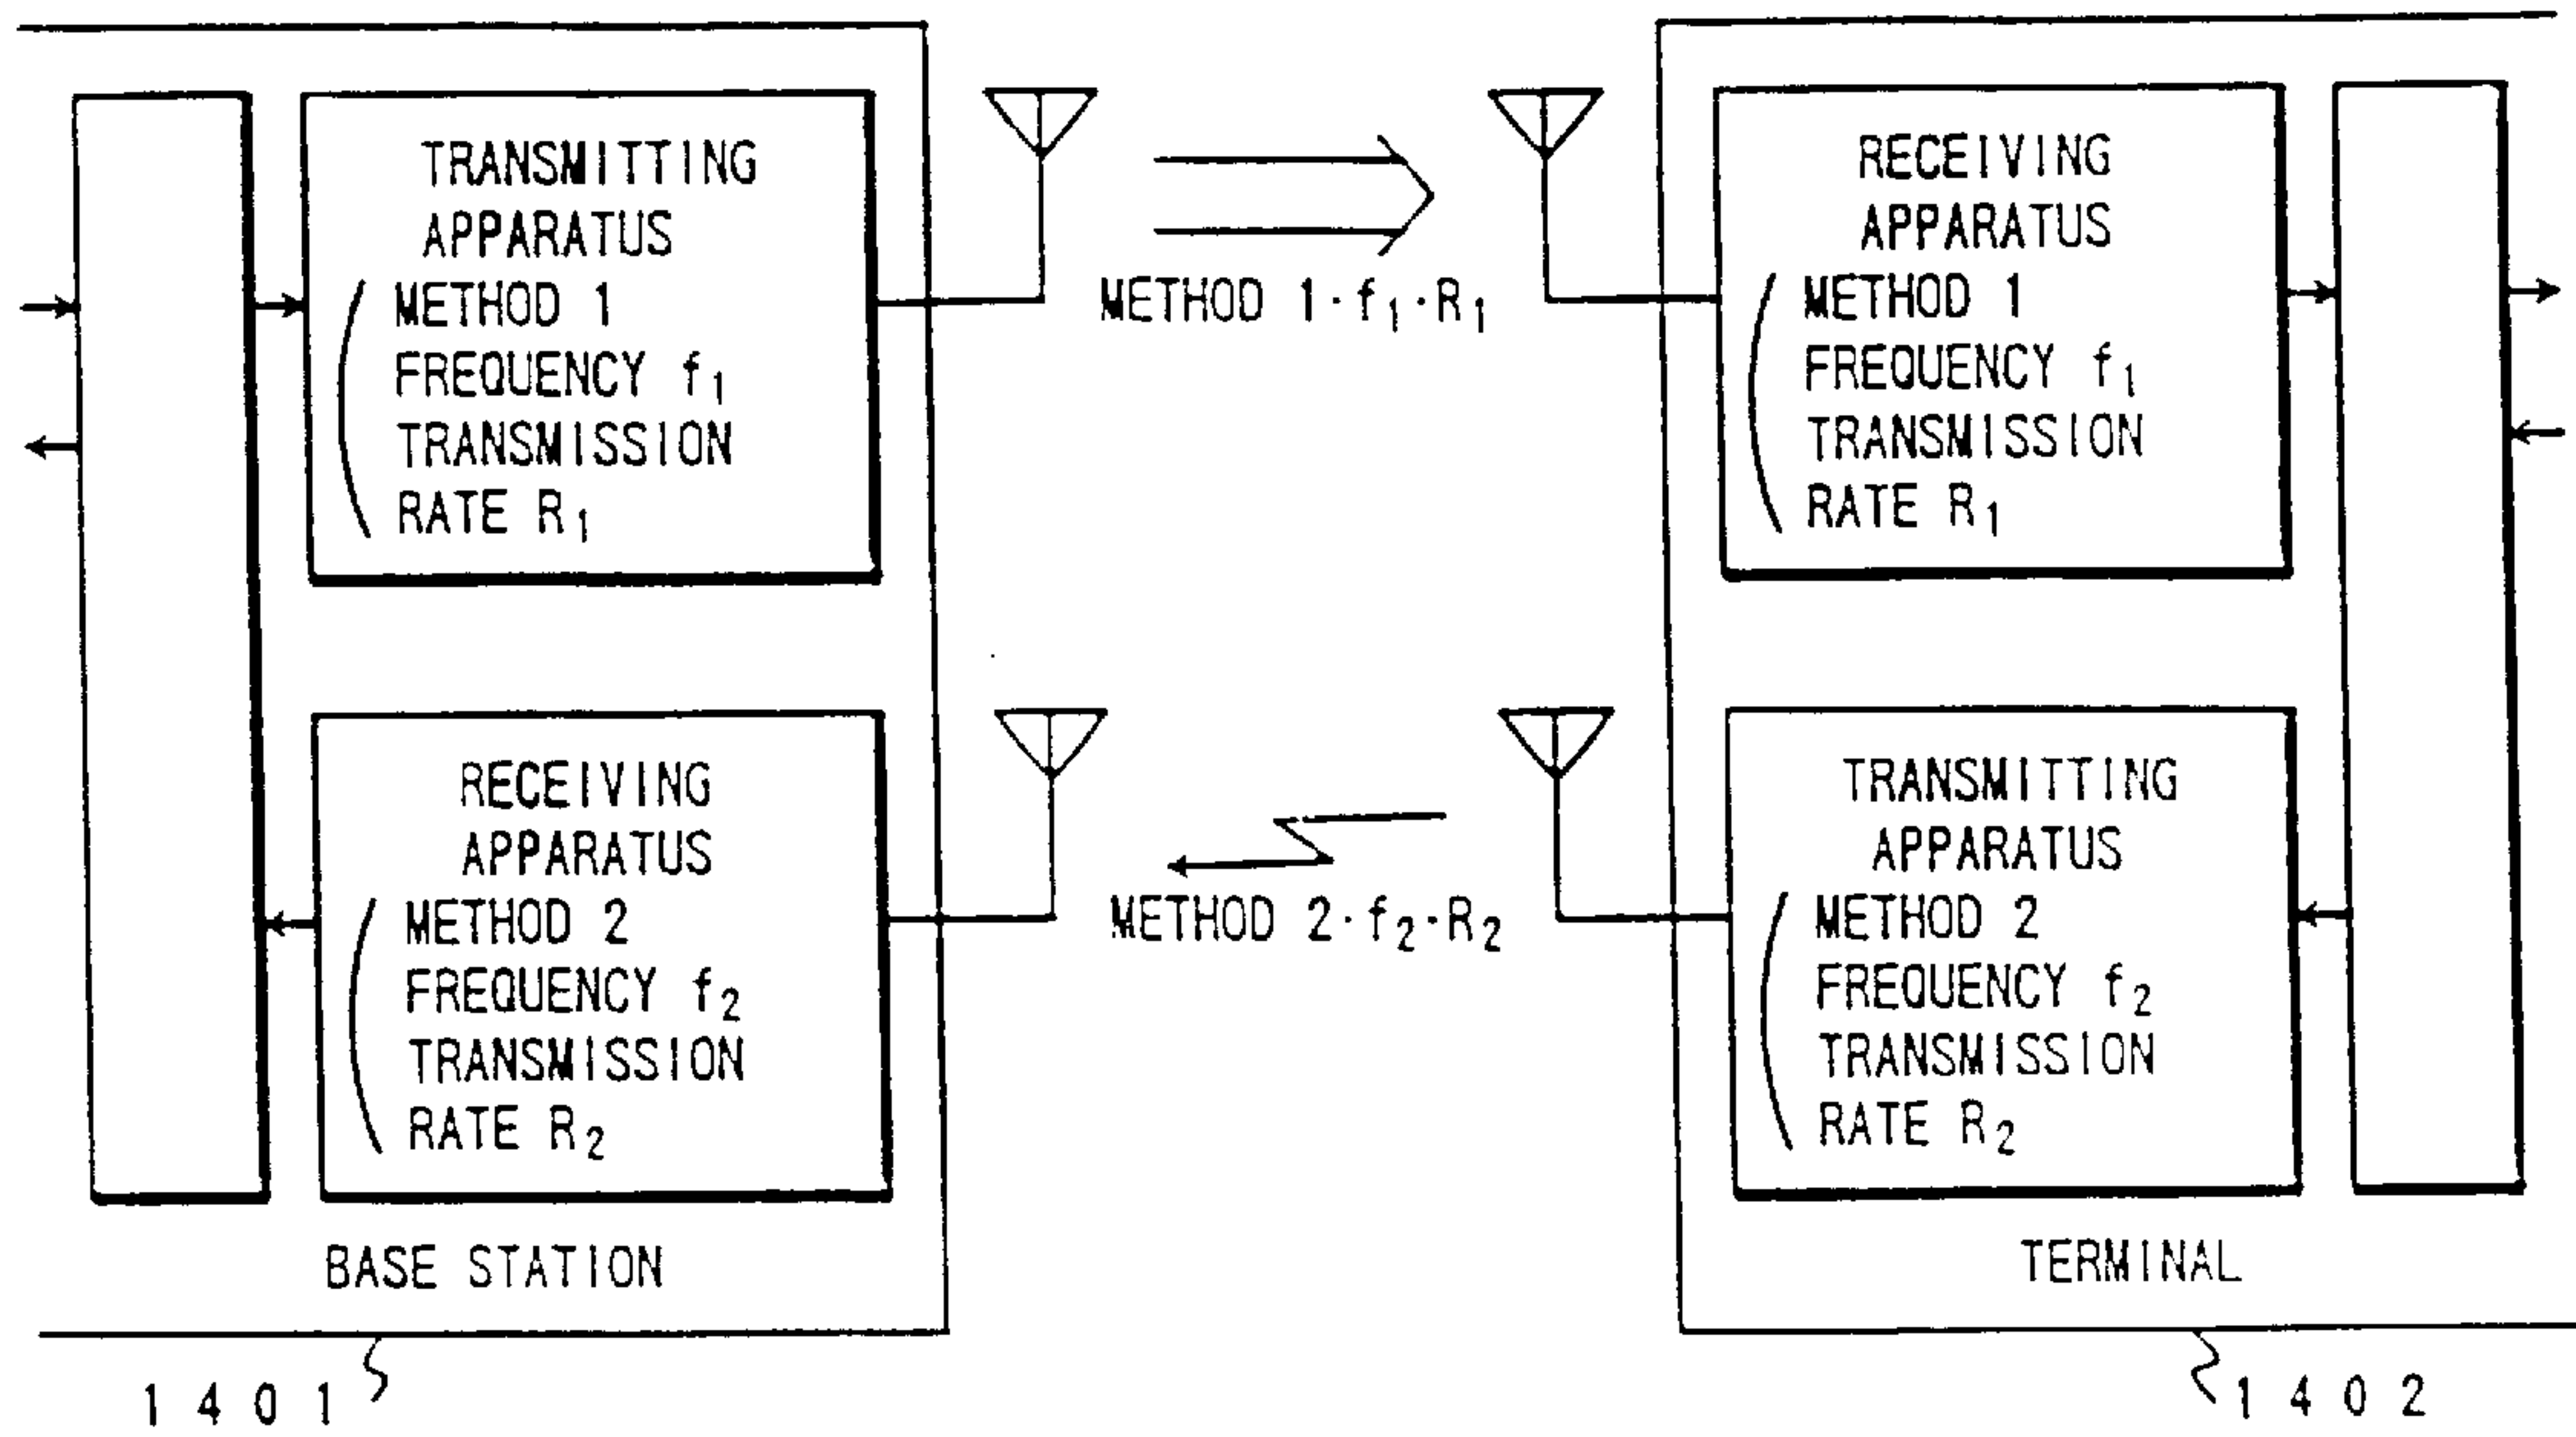 TRANSMITTING
APPARATUS
METHOD 1
FREQUENCY f₁
TRANSMISSION
RATE R₁
METHOD 1·f₁·R₁
RECEIVING
APPARATUS
METHOD 1
FREQUENCY f₁
TRANSMISSION
RATE R₁
RECEIVING
APPARATUS
METHOD 2
FREQUENCY f₂
TRANSMISSION
RATE R₂
METHOD 2·f₂·R₂
TRANSMITTING
APPARATUS
METHOD 2
FREQUENCY f₂
TRANSMISSION
RATE R₂
BASE STATION
TERMINAL
1401
1402